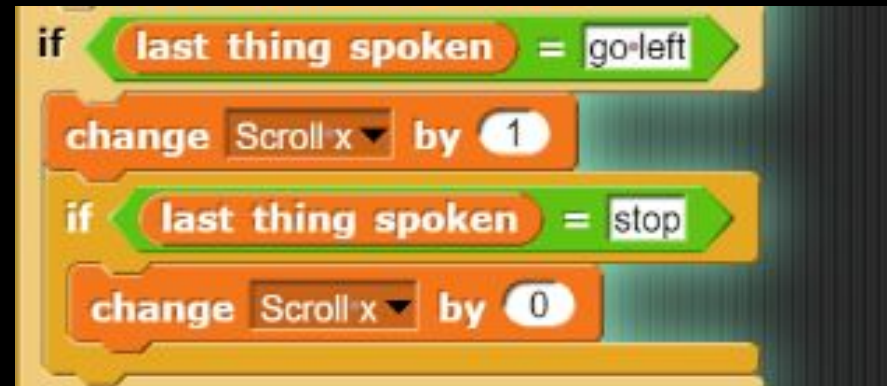 if last thing spoken = go left
change Scroll x by 1
if last thing spoken = stop
change Scroll x by 0